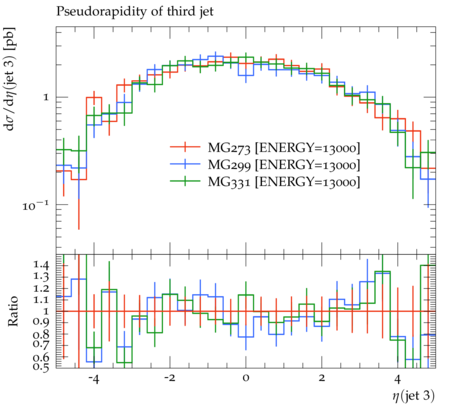 Pseudorapidity of third jet
dσ/dη(jet 3) [pb]
1
10⁻¹
MG273 [ENERGY=13000]
MG299 [ENERGY=13000]
MG331 [ENERGY=13000]
Ratio
1.4
1.3
1.2
1.1
1
0.9
0.8
0.7
0.6
0.5
-4 -2 0 2 4
η(jet 3)